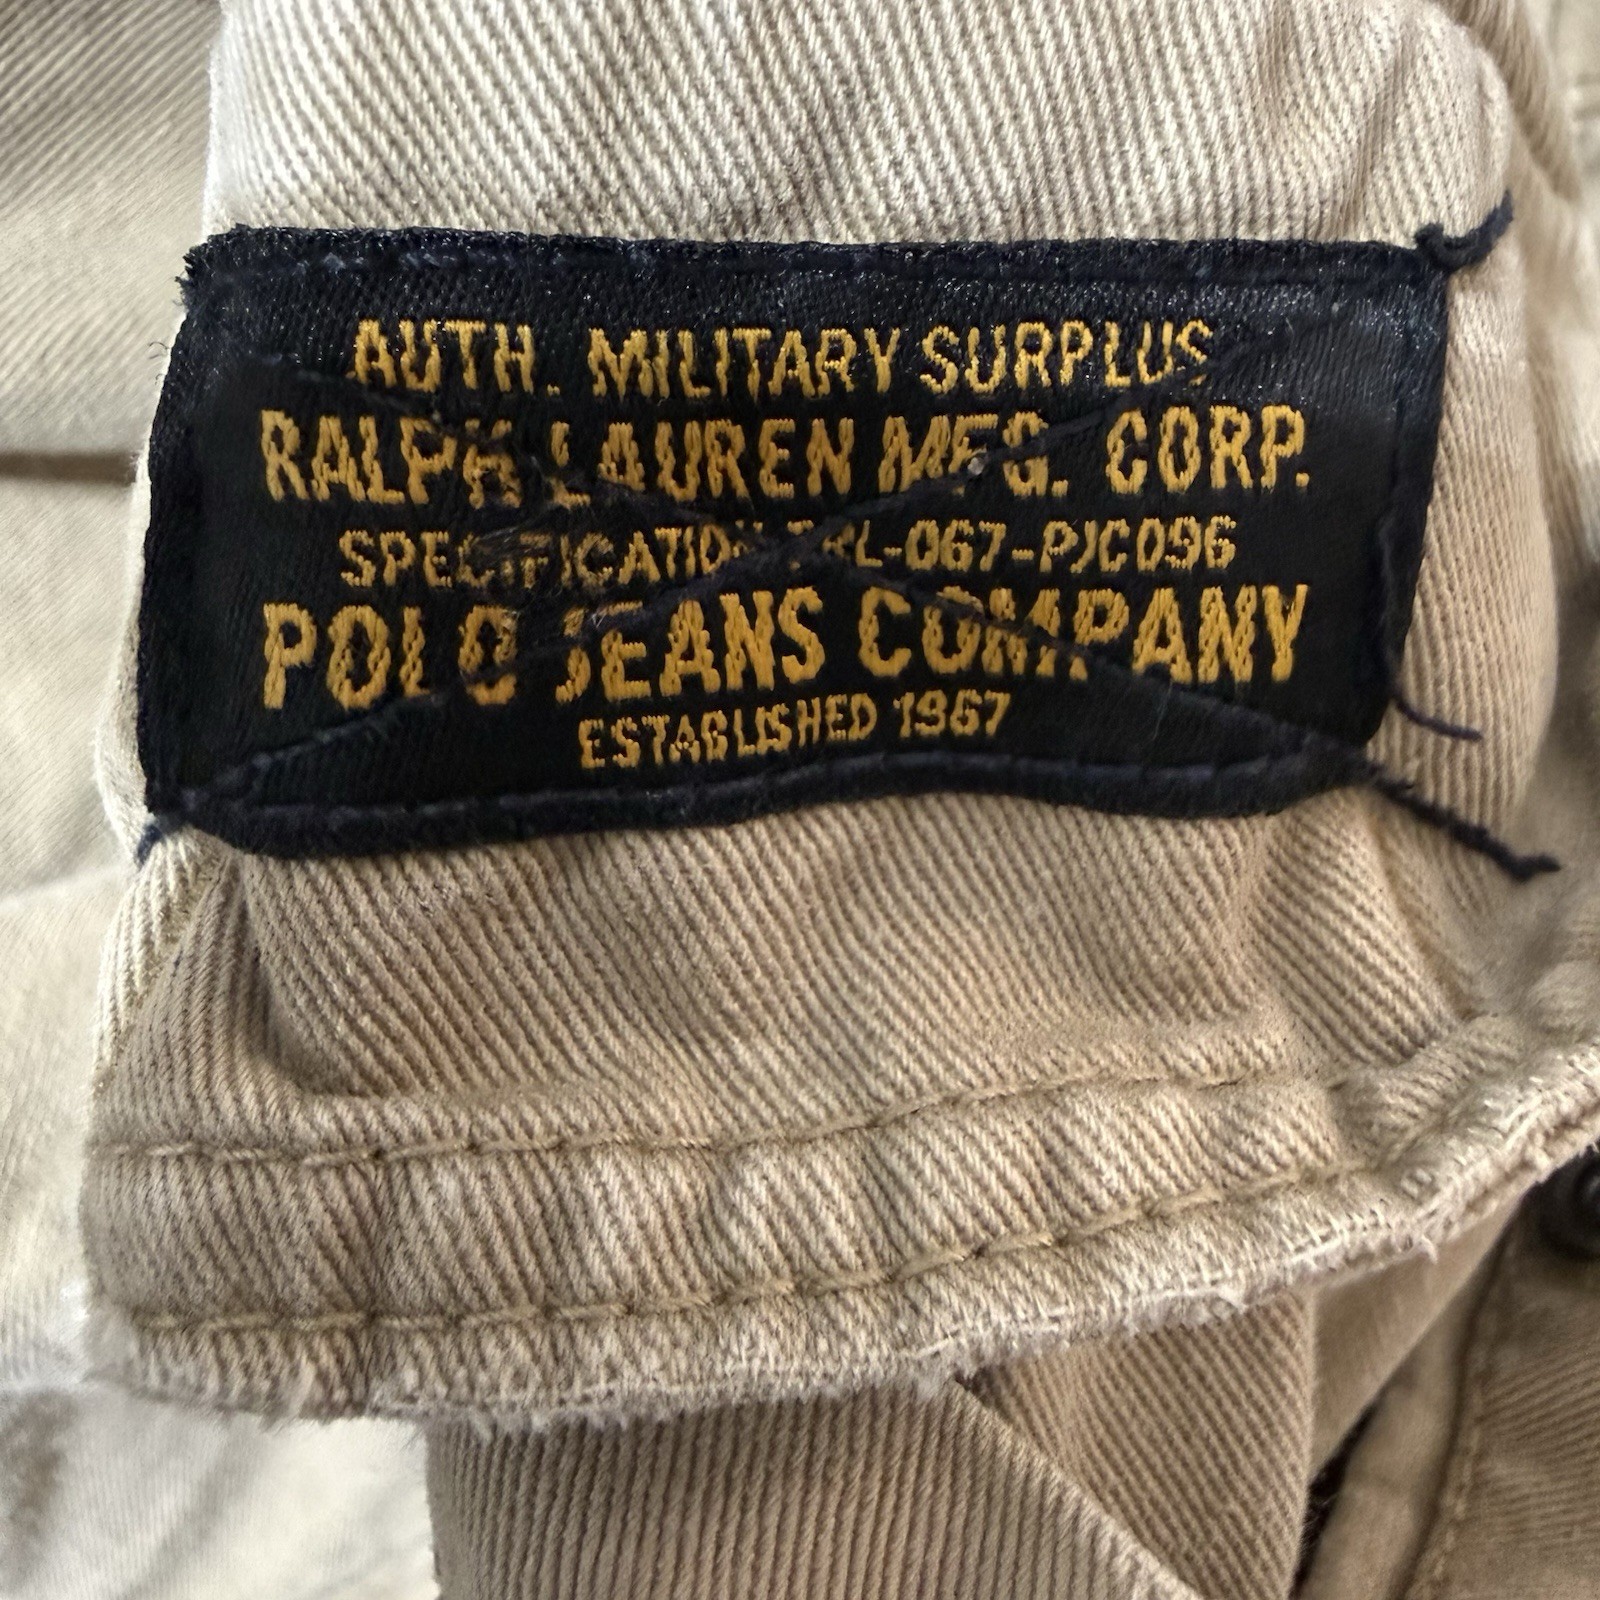 AUTH. MILITARY SURPLUS
RALPH LAUREN MFG. CORP.
SPECIFICATION RL-067-PJC096
POLO JEANS COMPANY
ESTABLISHED 1967